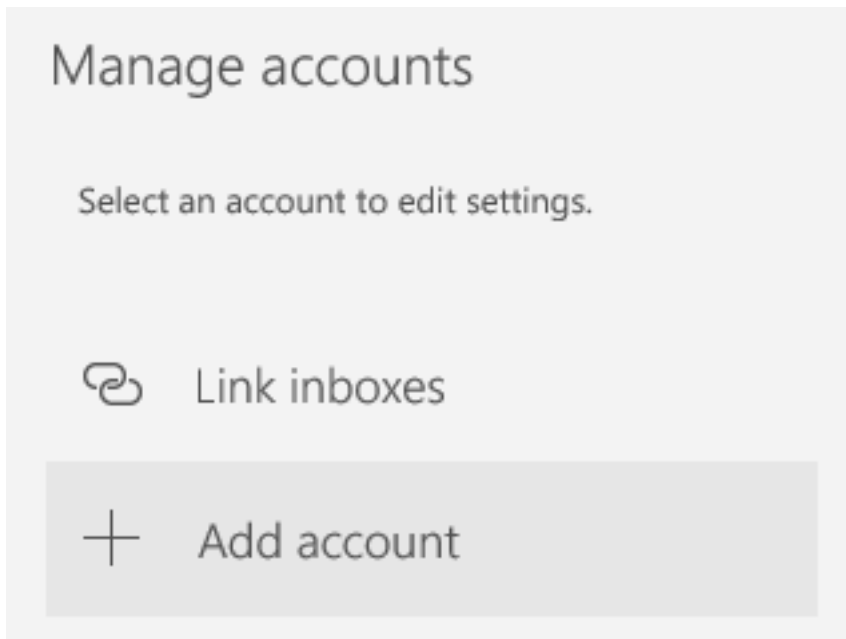 Manage accounts
Select an account to edit settings.
Link inboxes
Add account